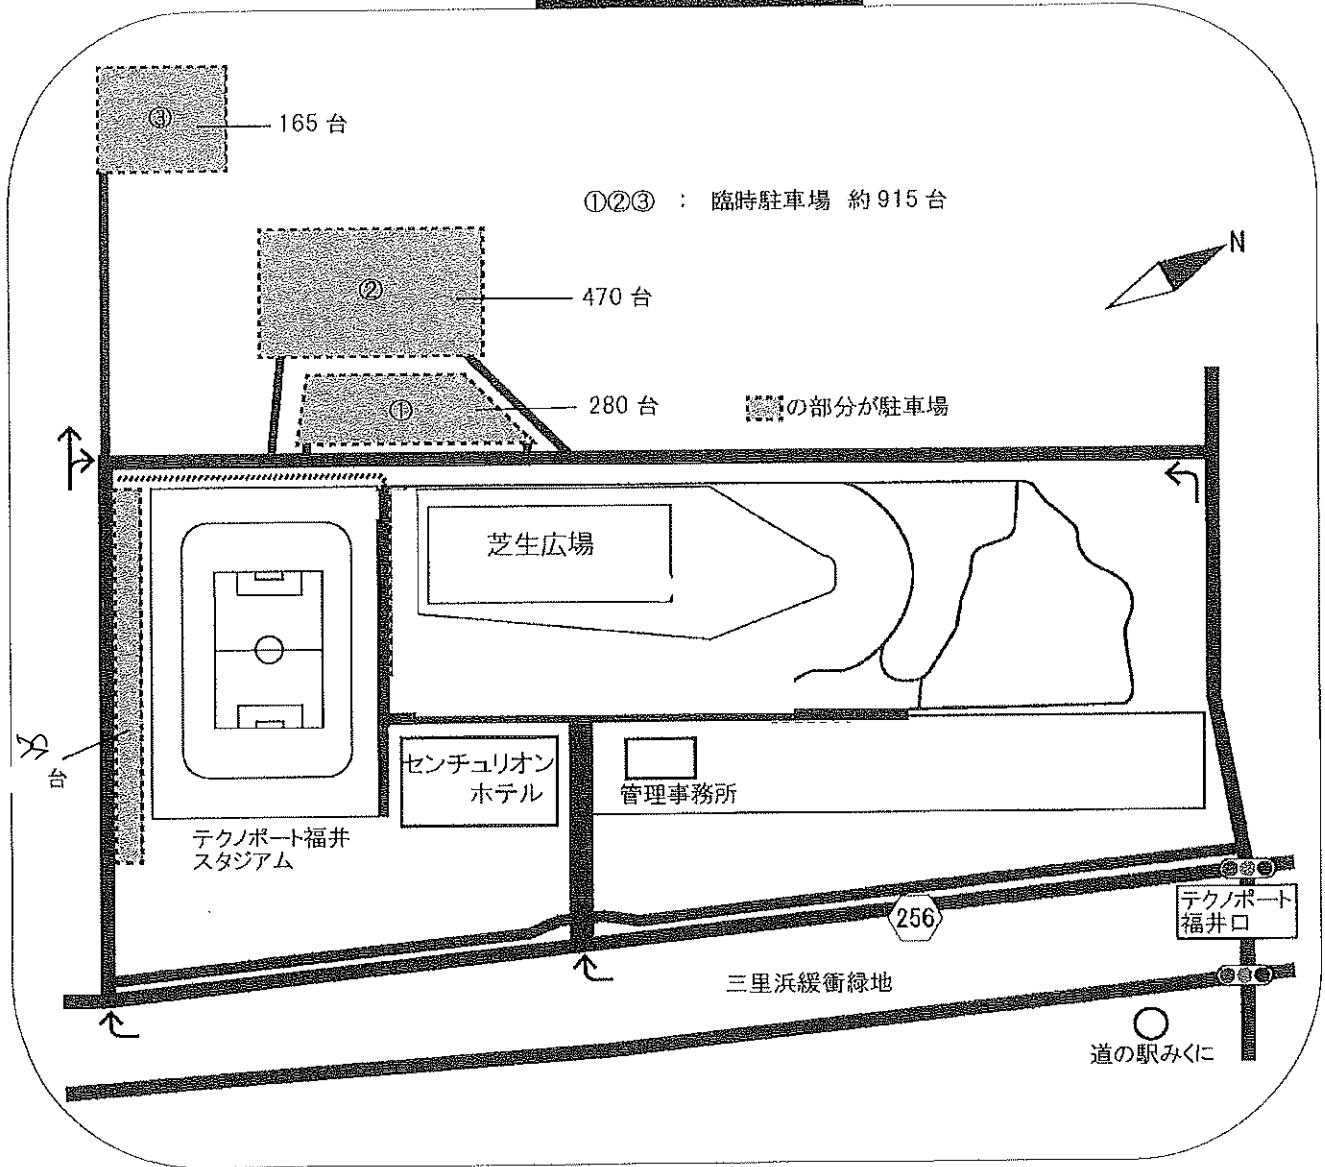 ③
165 台
①②③ : 臨時駐車場 約 915 台
N
②
470 台
①
280 台
の部分が駐車場
芝生広場
台
センチュリオン
ホテル
管理事務所
テクノポート福井
スタジアム
256
テクノポート
福井口
三里浜緩衝緑地
道の駅みくに